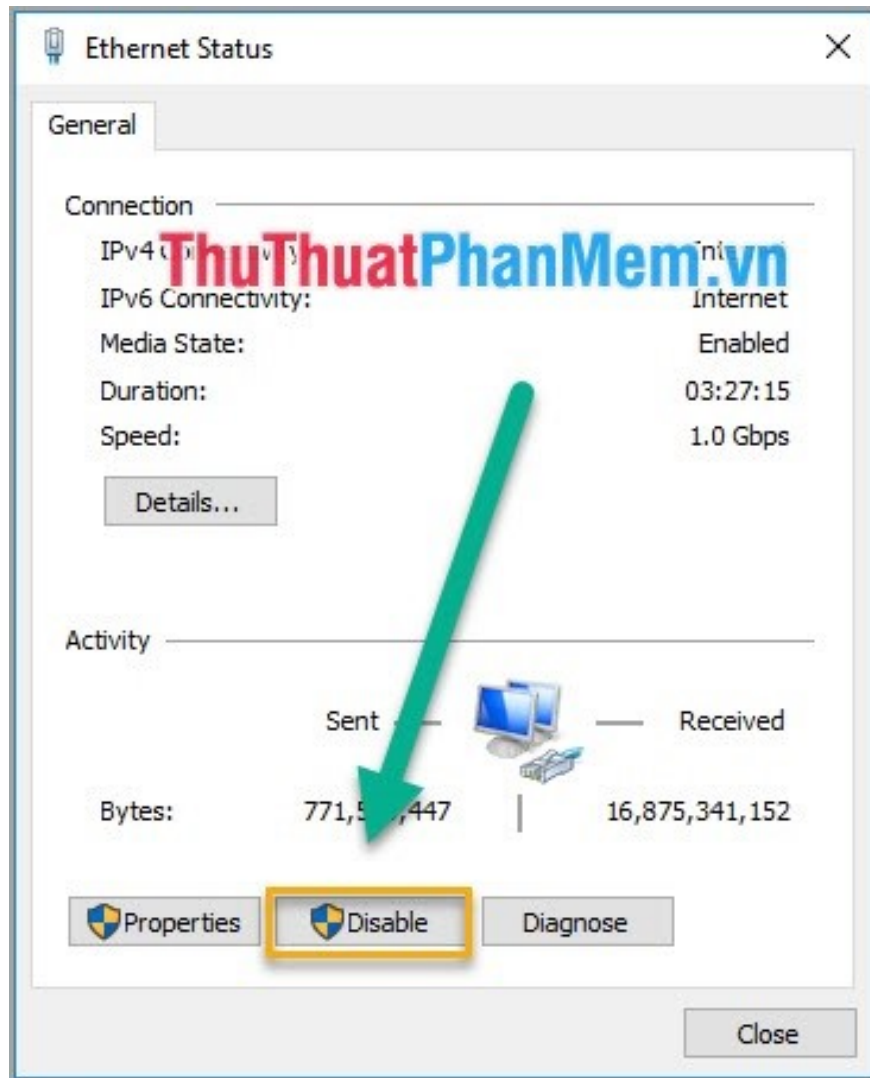 Ethernet Status
General
Connection
ThuThuatPhanMem.vn
IPv4
IPv6 Connectivity: Internet
Media State: Enabled
Duration: 03:27:15
Speed: 1.0 Gbps
Details...
Activity
Sent Received
Bytes: 16,875,341,152
Properties Disable Diagnose
Close